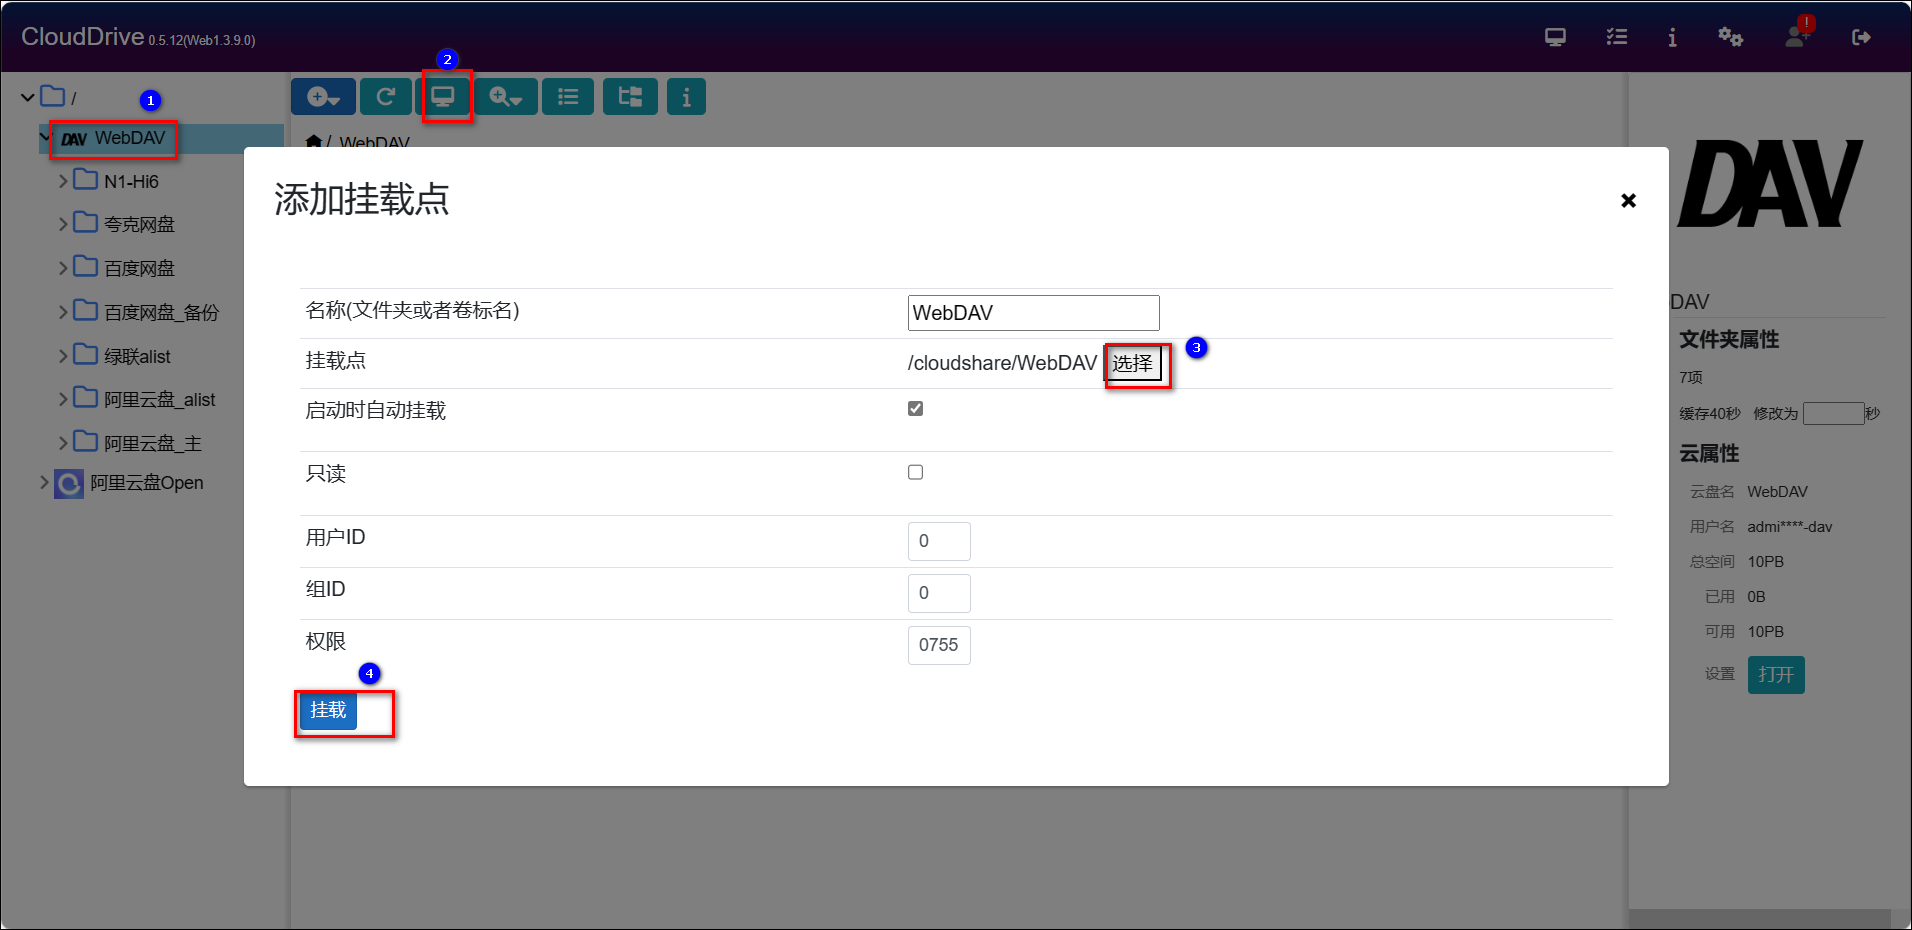 CloudDrive 0.5.12(Web1.3.9.0)
!
2
/
1
DAV WebDAV
N1-Hi6
夸克网盘
百度网盘
百度网盘_备份
绿联alist
阿里云盘_alist
阿里云盘_主
阿里云盘Open
/ WebDAV
添加挂载点
名称(文件夹或者卷标名) WebDAV
挂载点 /cloudshare/WebDAV 选择
3
启动时自动挂载
只读
用户ID 0
组ID 0
权限 0755
4
挂载
DAV
DAV
文件夹属性
7项
缓存40秒 修改为 秒
云属性
云盘名 WebDAV
用户名 admi****-dav
总空间 10PB
已用 0B
可用 10PB
设置 打开